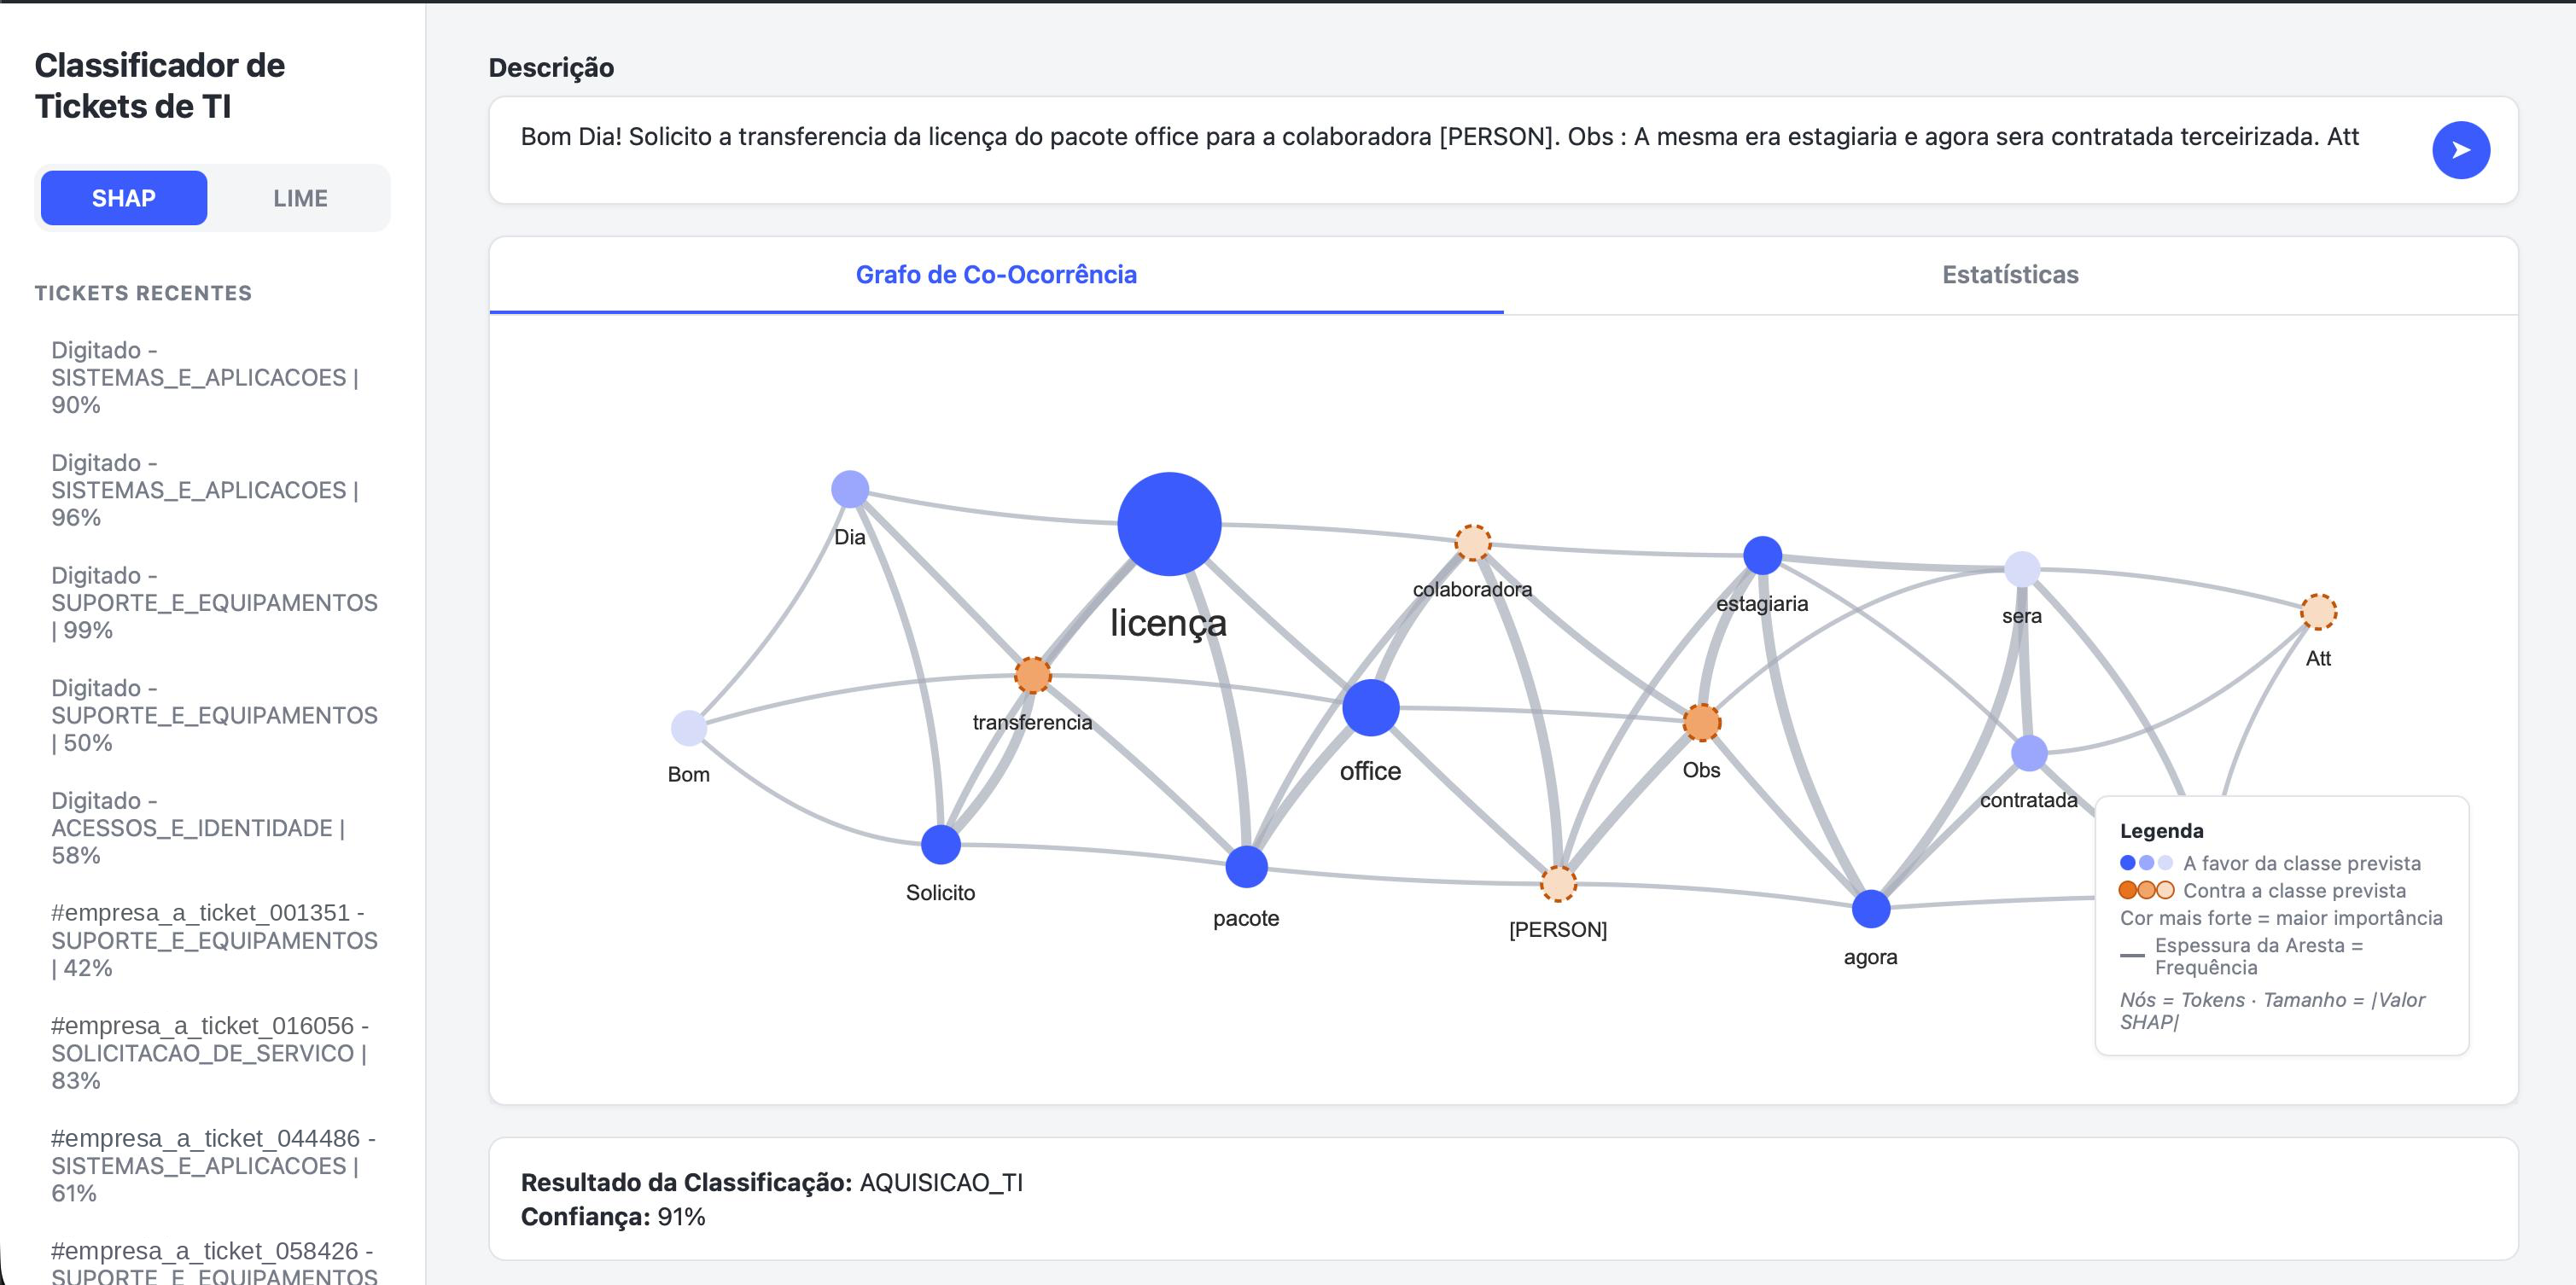 Classificador de
Tickets de TI
SHAP
LIME
TICKETS RECENTES
Digitado -
SISTEMAS_E_APLICACOES |
90%
Digitado -
SISTEMAS_E_APLICACOES |
96%
Digitado -
SUPORTE_E_EQUIPAMENTOS
| 99%
Digitado -
SUPORTE_E_EQUIPAMENTOS
| 50%
Digitado -
ACESSOS_E_IDENTIDADE |
58%
#empresa_a_ticket_001351 -
SUPORTE_E_EQUIPAMENTOS
| 42%
#empresa_a_ticket_016056 -
SOLICITACAO_DE_SERVICO |
83%
#empresa_a_ticket_044486 -
SISTEMAS_E_APLICACOES |
61%
#empresa_a_ticket_058426 -
SUPORTE_E_EQUIPAMENTOS
Descrição
Bom Dia! Solicito a transferencia da licença do pacote office para a colaboradora [PERSON]. Obs : A mesma era estagiaria e agora sera contratada terceirizada. Att
Grafo de Co-Ocorrência
Estatísticas
Dia
licença
colaboradora
estagiaria
sera
Att
transferencia
Bom
office
Obs
contratada
Solicito
pacote
[PERSON]
agora
Legenda
A favor da classe prevista
Contra a classe prevista
Cor mais forte = maior importância
Espessura da Aresta =
Frequência
Nós = Tokens · Tamanho = |Valor
SHAP|
Resultado da Classificação: AQUISICAO_TI
Confiança: 91%